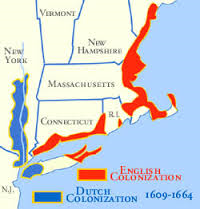 VERMONT
NEW
YORK
NEW
HAMPSHIRE
MASSACHUSETTS
CONNECTICUT
R.I.
N.J.
ENGLISH
COLONIZATION
DUTCH
COLONIZATION
1609-1664